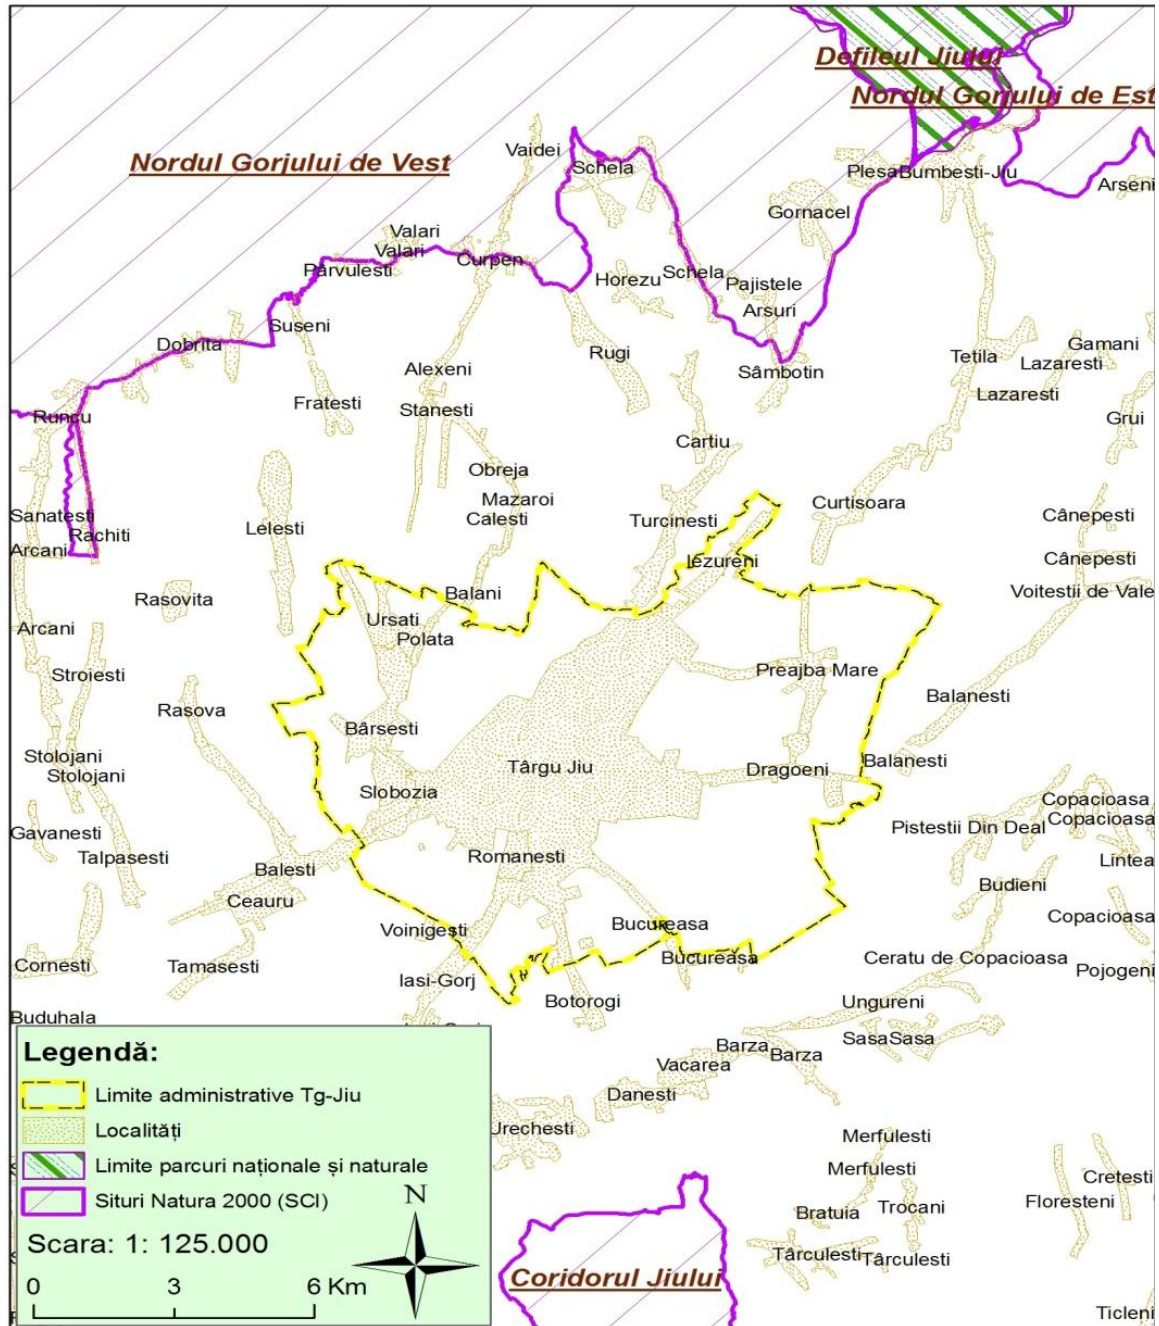 Defileul Jiului
Nordul Gorjului de Est
Nordul Gorjului de Vest
Vaidei
Schela
Plesa
Bumbesti-Jiu
Arseni
Gornacel
Valari
Valari
Curpen
Pârvulesti
Horezu
Schela
Pajistele
Arsuri
Suseni
Dobrita
Rugi
Sâmbotin
Tetila
Gamani
Lazaresti
Lazaresti
Alexeni
Fratesti
Stanesti
Runcu
Grui
Cartiu
Obreja
Mazaroi
Calesti
Turcinesti
Curtisoara
Cânepesti
Sanatesti
Rachiti
Lelesti
Arcani
Iezureni
Cânepesti
Voitestii de Vale
Rasovita
Balani
Ursati
Polata
Arcani
Stroiesti
Preajba Mare
Balanesti
Rasova
Bârsesti
Stolojani
Stolojani
Târgu Jiu
Dragoeni
Balanesti
Slobozia
Copacioasa
Copacioasa
Pistestii Din Deal
Gavanesti
Talpasesti
Balesti
Romanesti
Lintea
Budieni
Ceauru
Copacioasa
Voinigesti
Bucureasa
Bucureasa
Cornesti
Tamasesti
Iasi-Gorj
Ceratu de Copacioasa
Pojogeni
Botorogi
Ungureni
Buduhala
SasaSasa
Barza
Barza
Vacarea
Danesti
Urechesti
Merfulesti
Merfulesti
Cretesti
Bratuia
Trocani
Floresteni
Târculesti
Târculesti
Coridorul Jiului
Ticleni
Legendă:
Limite administrative Tg-Jiu
Localități
Limite parcuri naționale și naturale
Situri Natura 2000 (SCI)
N
Scara: 1: 125.000
0 3 6 Km